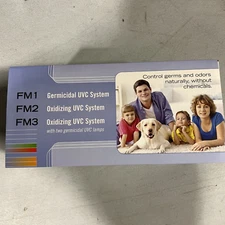 Control germs and odors
naturally, without
chemicals.
FM1 Germicidal UVC System
FM2 Oxidizing UVC System
FM3 Oxidizing UVC System
with two germicidal UVC lamps